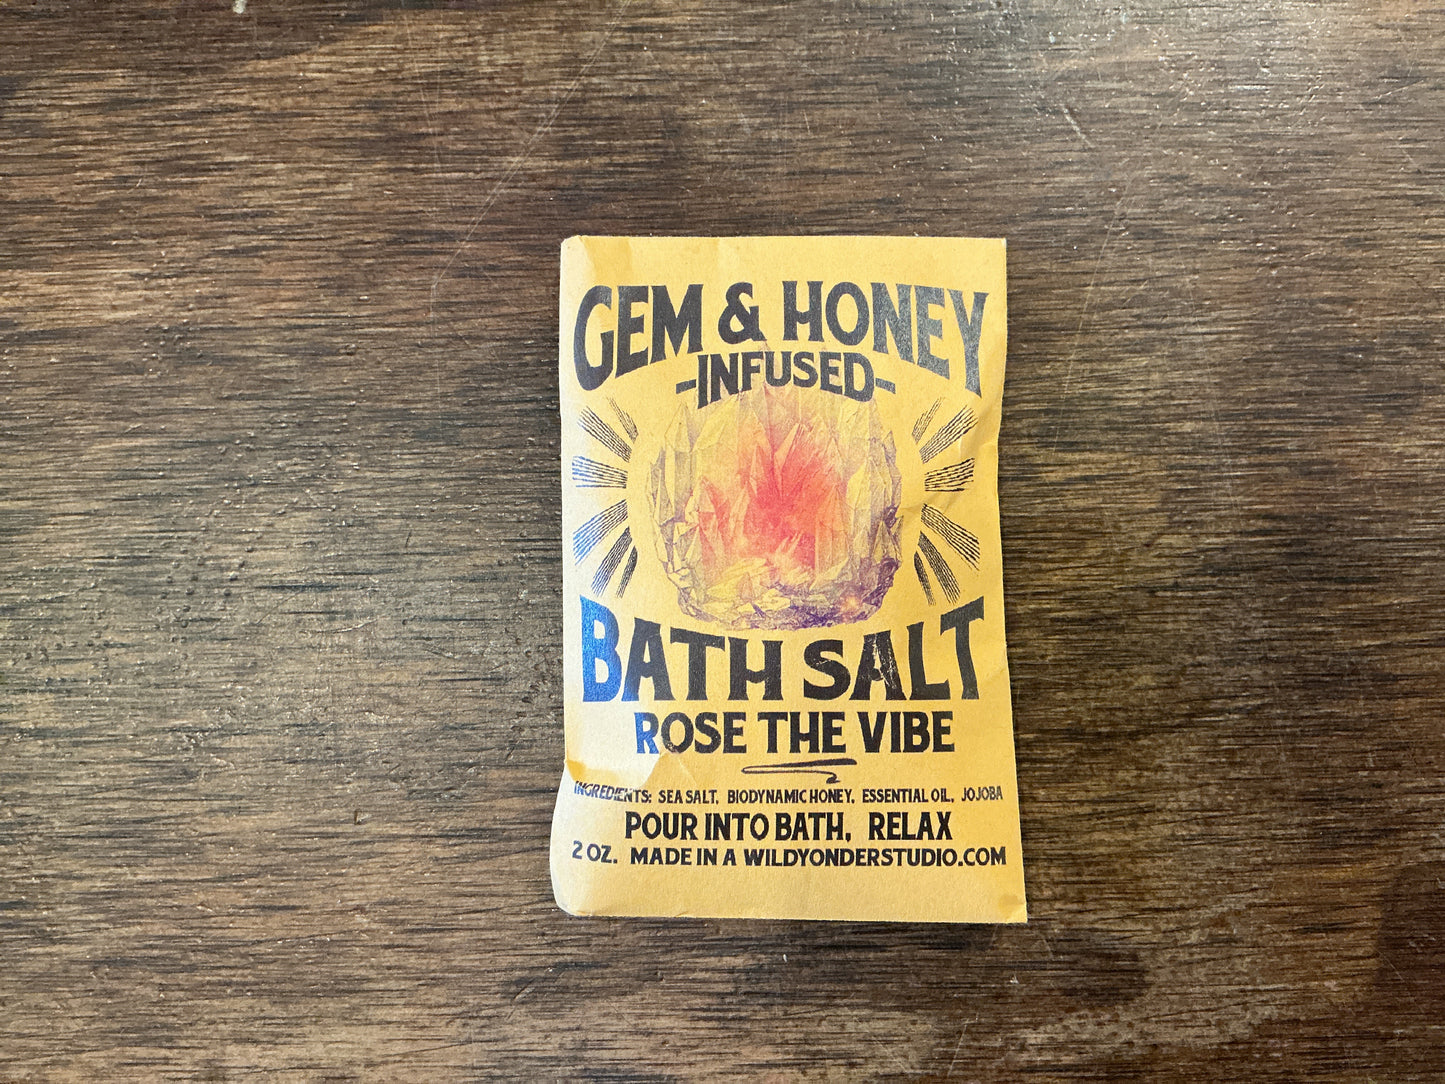 GEM & HONEY
-INFUSED-
BATH SALT
ROSE THE VIBE
INGREDIENTS: SEA SALT, BIODYNAMIC HONEY, ESSENTIAL OIL, JOJOBA
POUR INTO BATH, RELAX
2 OZ. MADE IN A WILDYONDERSTUDIO.COM